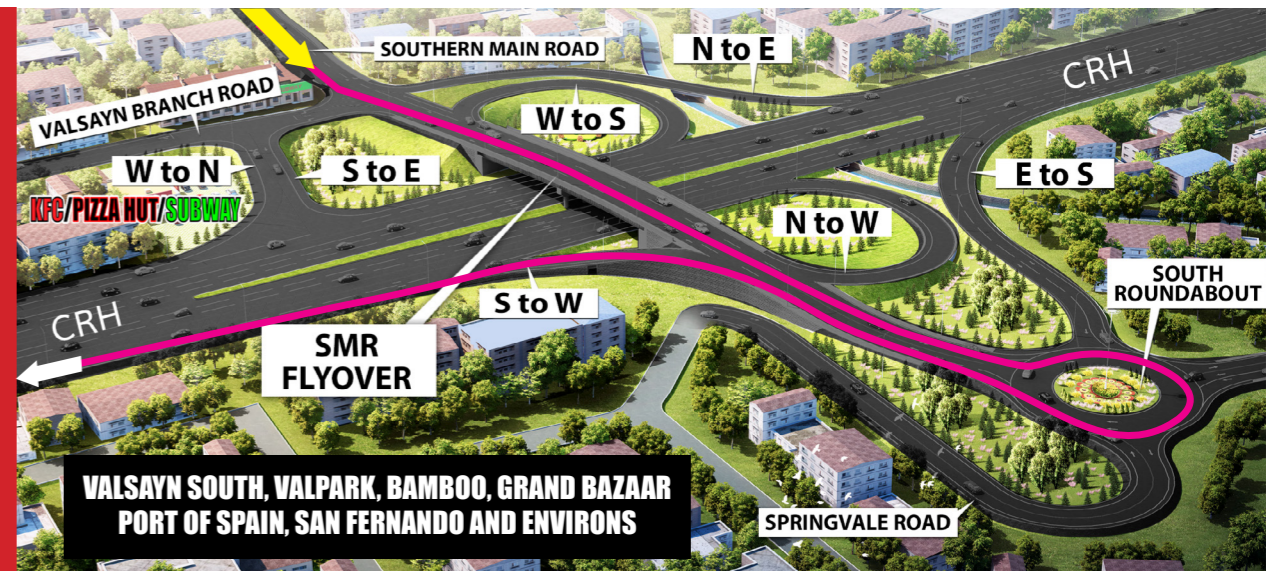 SOUTHERN MAIN ROAD
N to E
CRH
VALSAYN BRANCH ROAD
W to S
W to N
S to E
E to S
KFC/PIZZA HUT/SUBWAY
N to W
SOUTH
ROUNDABOUT
S to W
CRH
SMR
FLYOVER
VALSAYN SOUTH, VALPARK, BAMBOO, GRAND BAZAAR
PORT OF SPAIN, SAN FERNANDO AND ENVIRONS
SPRINGVALE ROAD